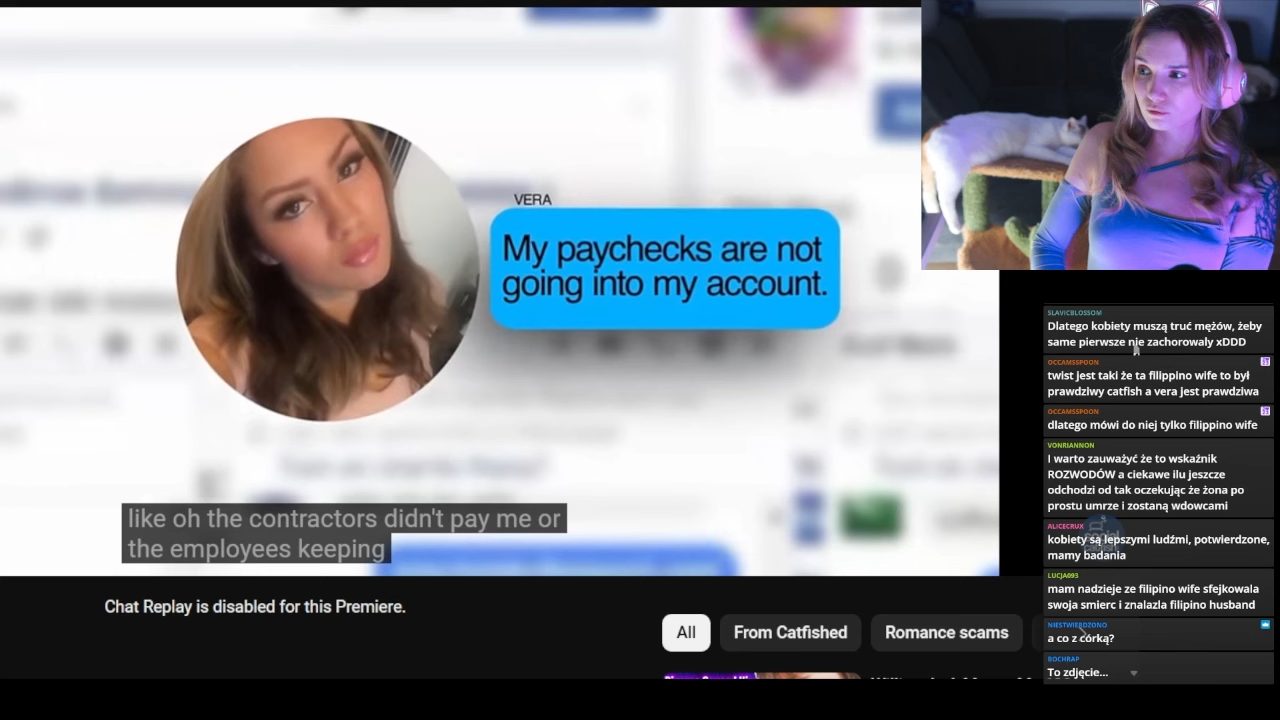 VERA
My paychecks are not
going into my account.
like oh the contractors didn't pay me or
the employees keeping
Chat Replay is disabled for this Premiere.
All
From Catfished
Romance scams
SLAVICBLOSSOM
Dlatego kobiety muszą truć mężów, żeby
same pierwsze nie zachorowały xDDD
OCCAMSSPOON
twist jest taki że ta filippino wife to był
prawdziwy catfish a vera jest prawdziwa
OCCAMSSPOON
dlatego mówi do niej tylko filippino wife
VONRIANNON
I warto zauważyć że to wskaźnik
ROZWODÓW a ciekawe ilu jeszcze
odchodzi od tak oczekując że żona po
prostu umrze i zostaną wdowcami
ALICECRUX
kobiety są lepszymi ludźmi, potwierdzone,
mamy badania
LUCJA093
mam nadzieje ze filipino wife sfejkowala
swoja smierc i znalazla filipino husband
NIESTWIERDZONO
a co z córką?
BOCHRAP
To zdjęcie...